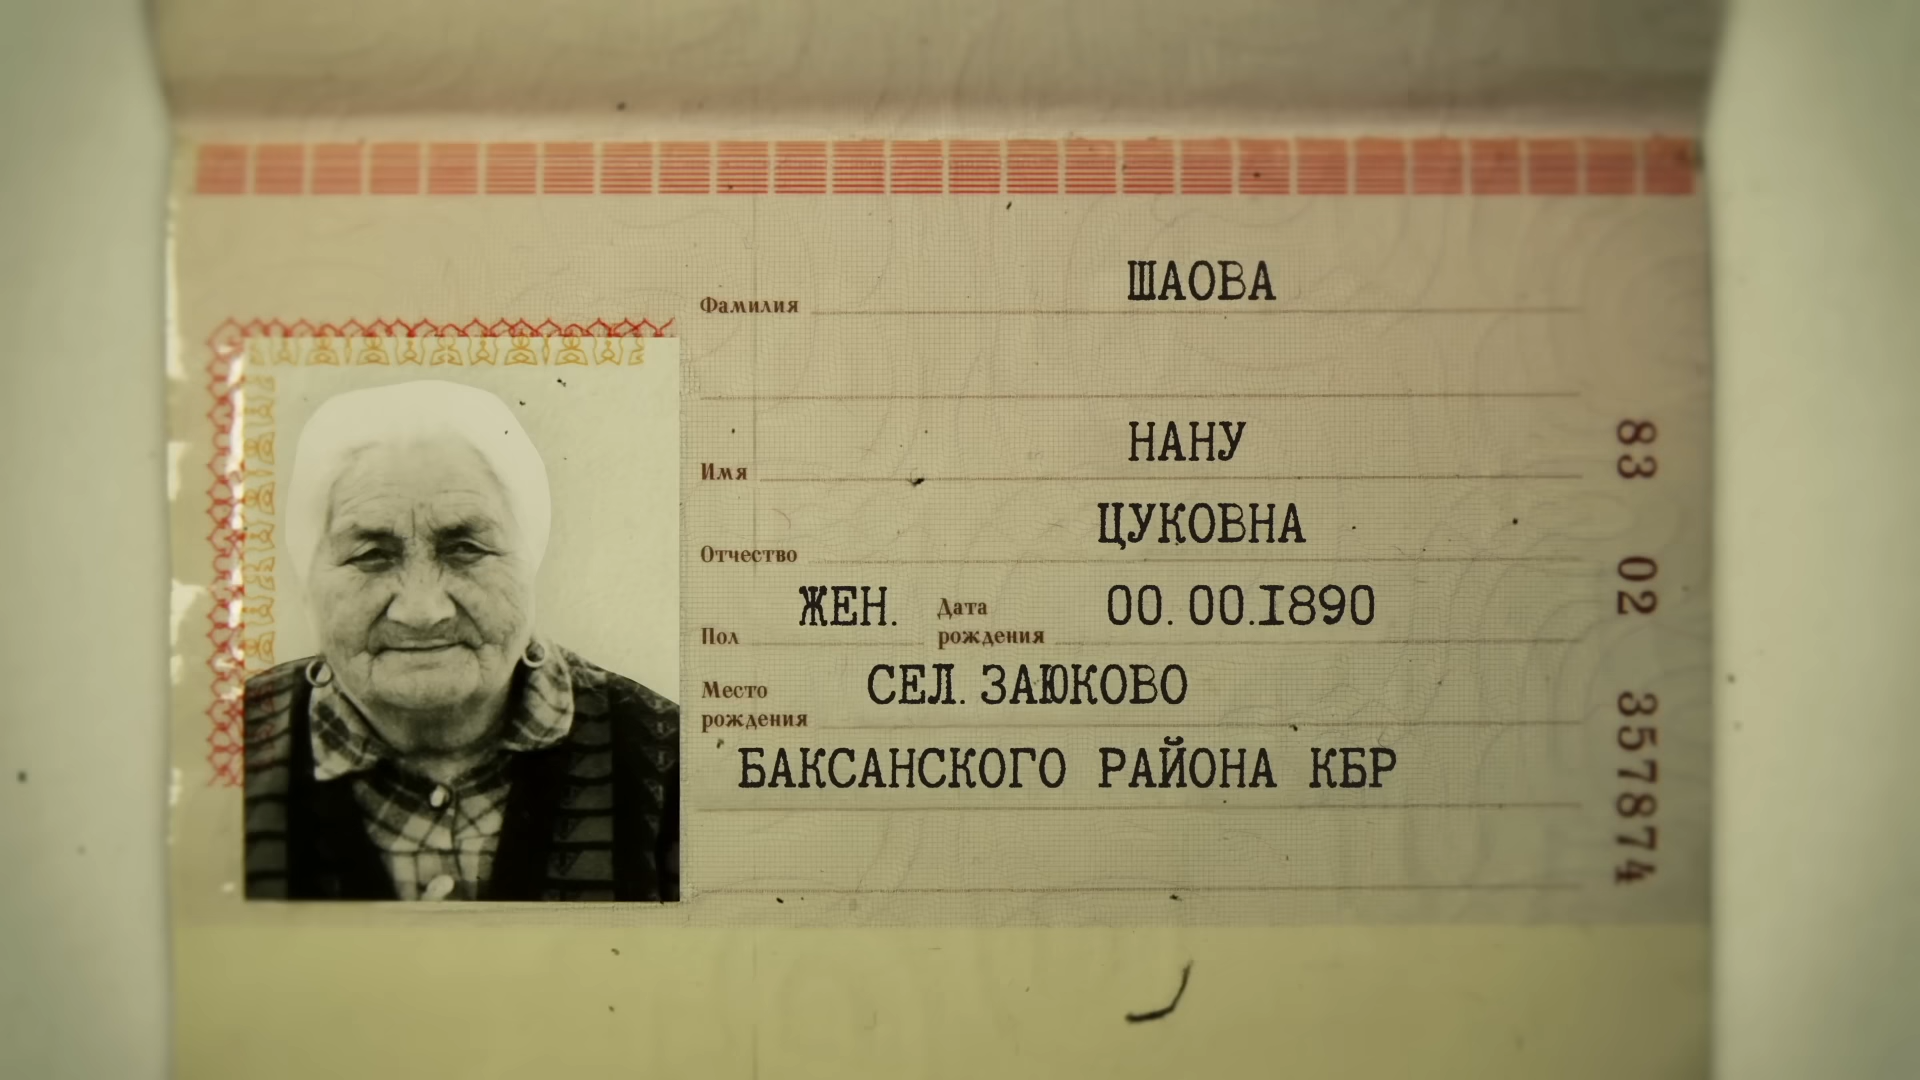 Фамилия ШАОВА
Имя НАНУ
Отчество ЦУКОВНА
Пол ЖЕН. Дата рождения 00.00.1890
Место рождения СЕЛ. ЗАЮКОВО
БАКСАНСКОГО РАЙОНА КБР
83 02 357874